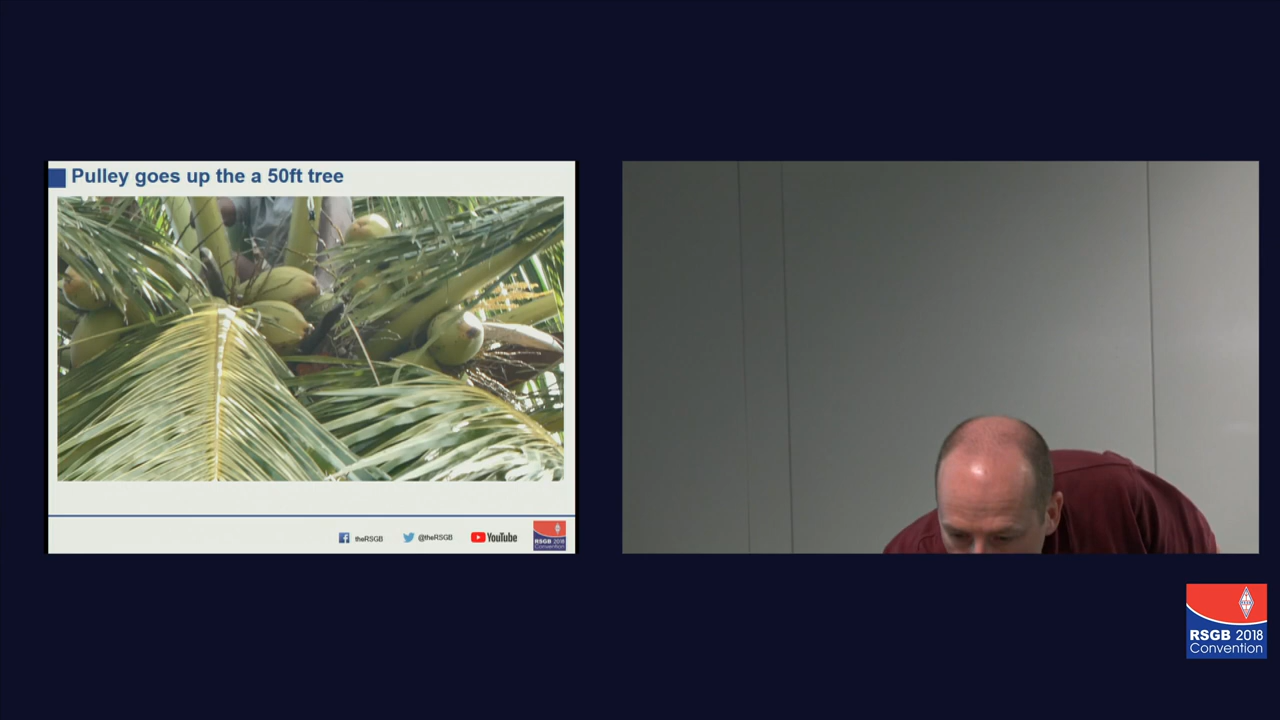 Pulley goes up the a 50ft tree
theRSGB
@theRSGB
YouTube
RSGB 2018
Convention
RSGB 2018
Convention